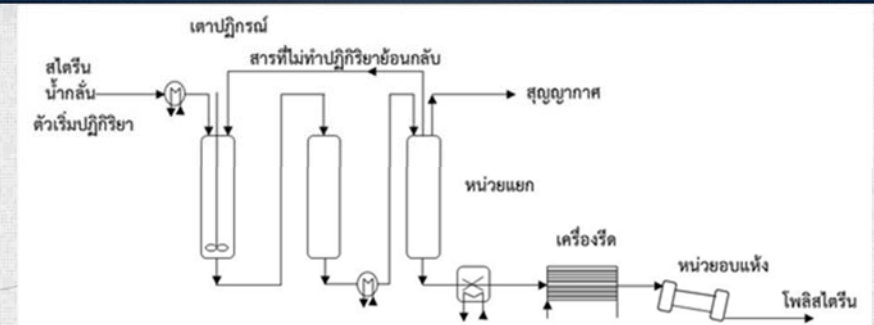 เตาปฏิกรณ์
สารที่ไม่ทำปฏิกิริยาย้อนกลับ
สไตรีน
น้ำกลั่น
ตัวเริ่มปฏิกิริยา
สุญญากาศ
หน่วยแยก
เครื่องรีด
หน่วยอบแห้ง
โพลิสไตรีน